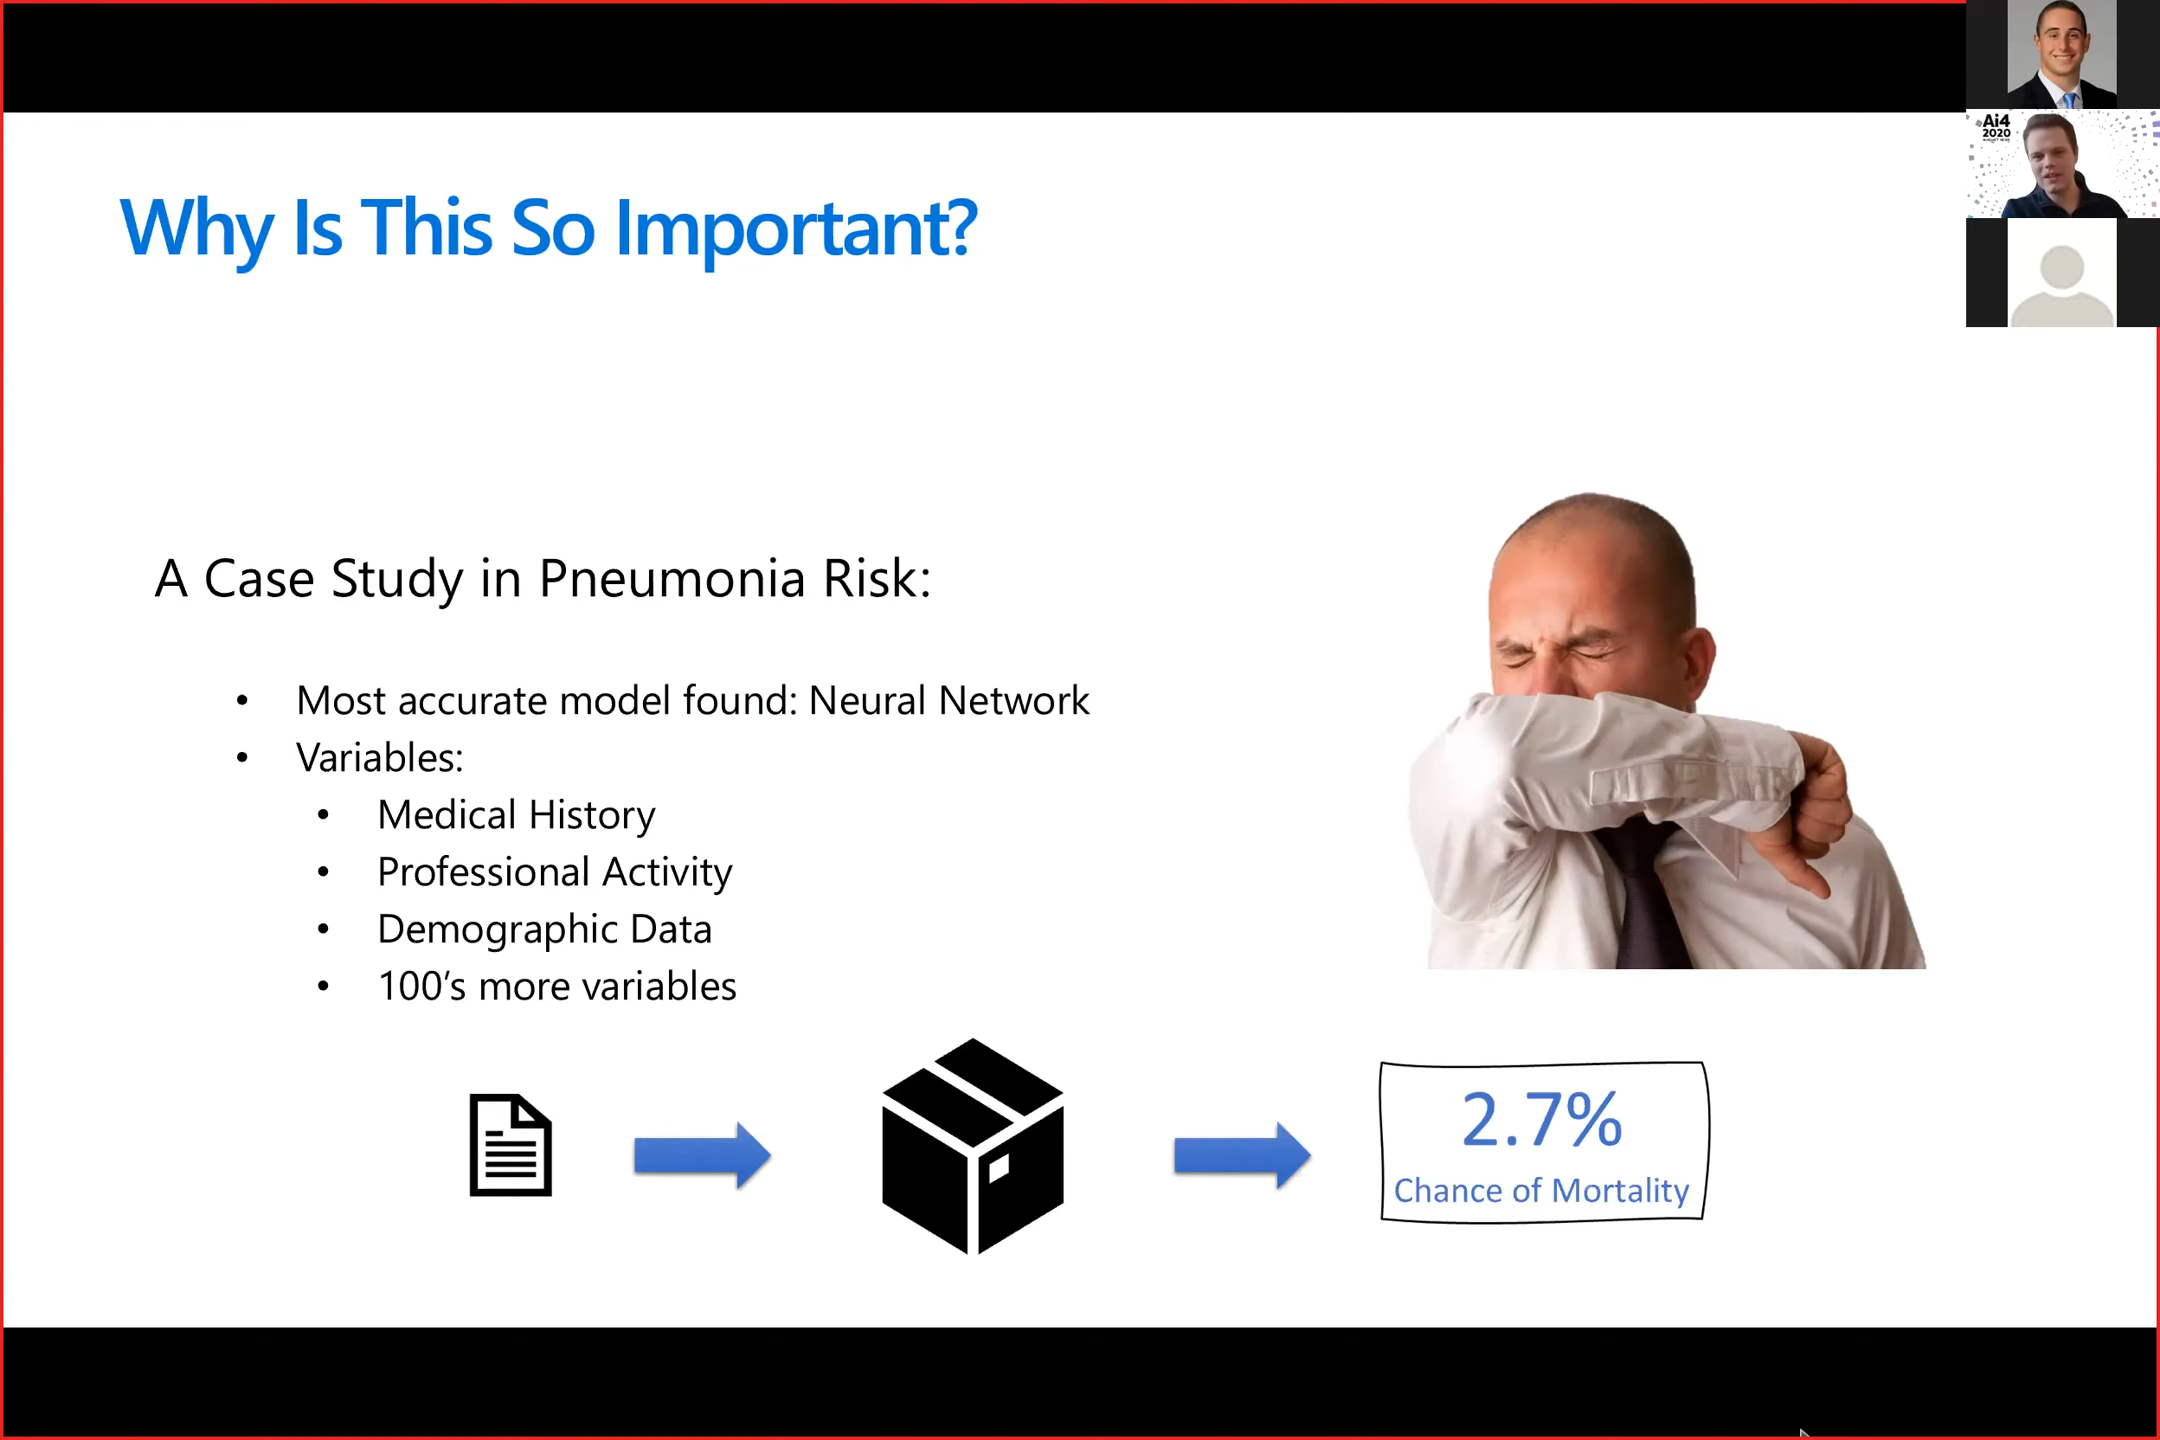 Why Is This So Important?
Ai4
2020
A Case Study in Pneumonia Risk:
• Most accurate model found: Neural Network
• Variables:
• Medical History
• Professional Activity
• Demographic Data
• 100's more variables
2.7%
Chance of Mortality